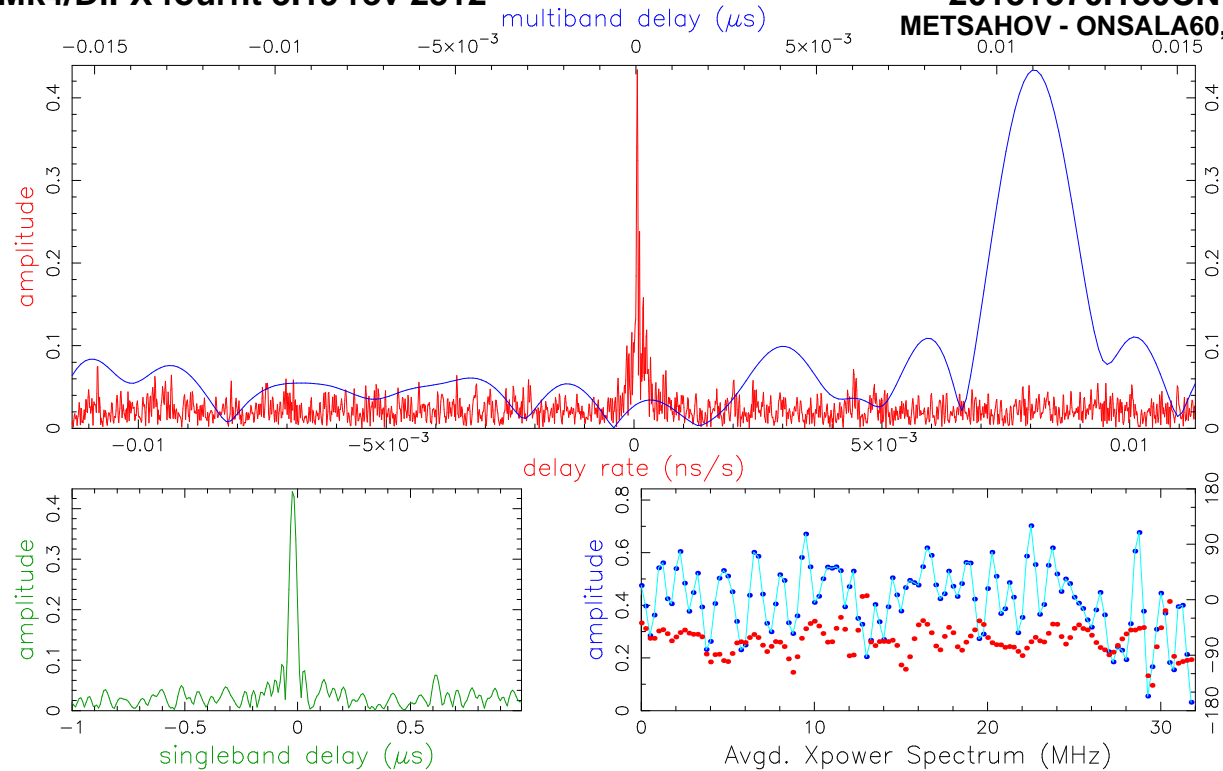 multiband delay (μs)
METSAHOV - ONSALA60,
−0.015 −0.01 −5×10⁻³ 0 5×10⁻³ 0.01 0.015
amplitude
0 0.1 0.2 0.3 0.4
0 0.1 0.2 0.3 0.4
−0.01 −5×10⁻³ 0 5×10⁻³ 0.01
delay rate (ns/s)
amplitude
0 0.1 0.2 0.3 0.4
−1 −0.5 0 0.5
singleband delay (μs)
amplitude
0 0.2 0.4 0.6 0.8
−180 −90 0 90 180
0 10 20 30
Avgd. Xpower Spectrum (MHz)